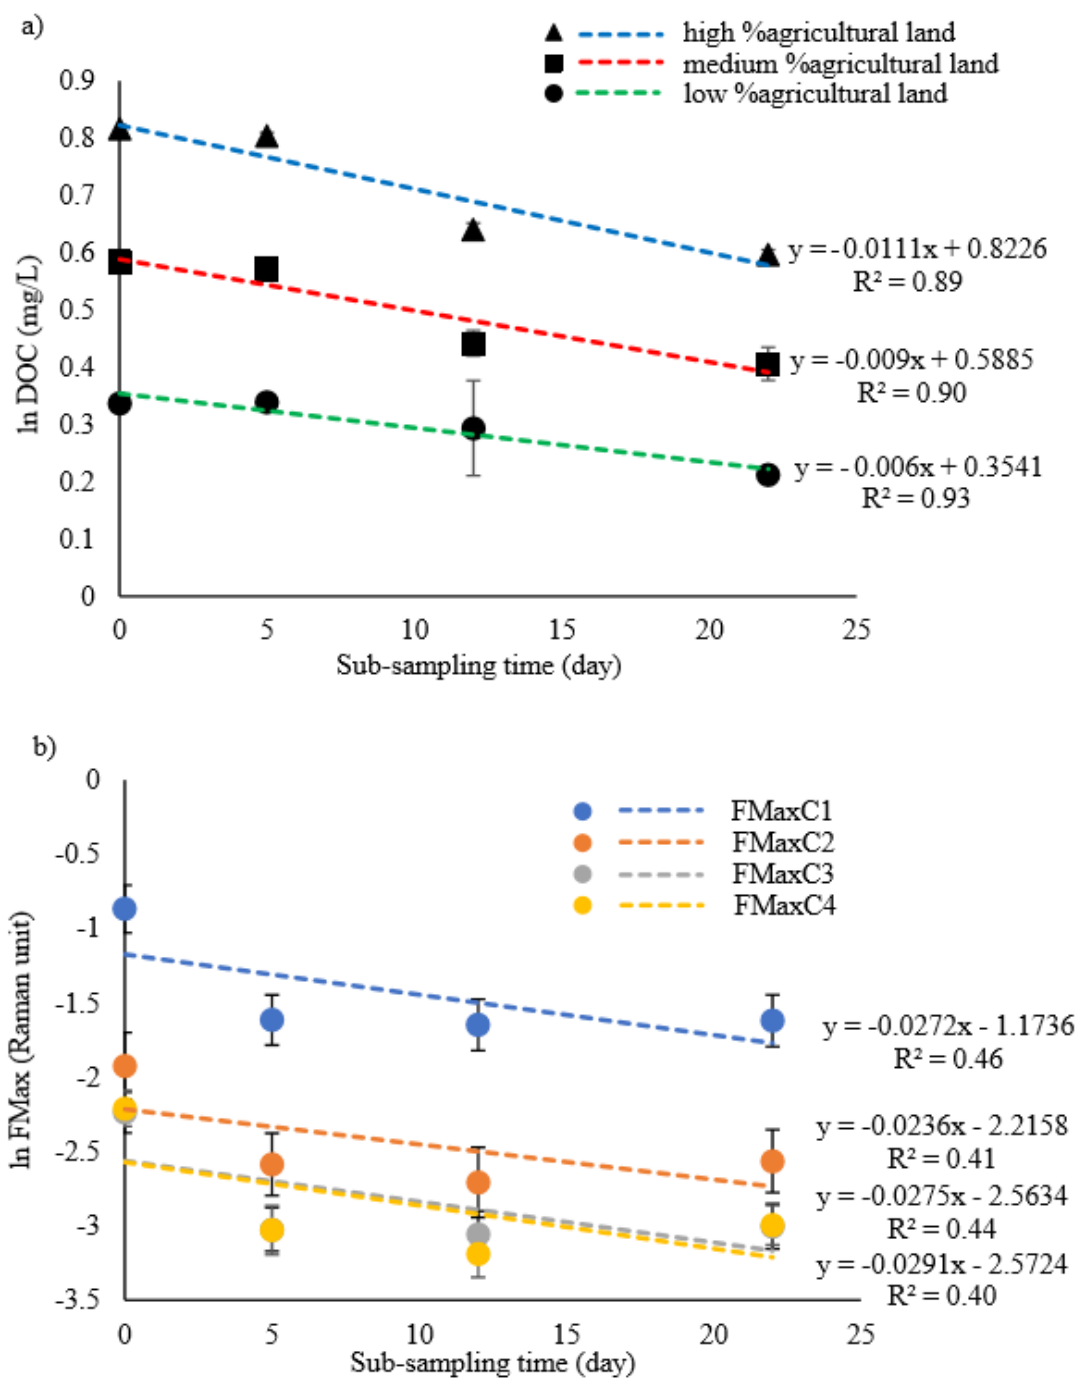 a)
high %agricultural land
medium %agricultural land
low %agricultural land
0.9
0.8
0.7
0.6
0.5
0.4
0.3
0.2
0.1
0
ln DOC (mg/L)
y = -0.0111x + 0.8226
R² = 0.89
y = -0.009x + 0.5885
R² = 0.90
y = -0.006x + 0.3541
R² = 0.93
0 5 10 15 20 25
Sub-sampling time (day)
b)
0
-0.5
-1
-1.5
-2
-2.5
-3
-3.5
ln FMax (Raman unit)
FMaxC1
FMaxC2
FMaxC3
FMaxC4
y = -0.0272x - 1.1736
R² = 0.46
y = -0.0236x - 2.2158
R² = 0.41
y = -0.0275x - 2.5634
R² = 0.44
y = -0.0291x - 2.5724
R² = 0.40
0 5 10 15 20 25
Sub-sampling time (day)